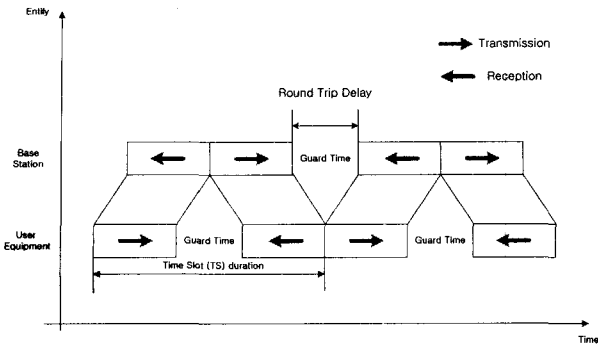 Entity
Transmission
Reception
Round Trip Delay
Base
Station
Guard Time
User
Equipment
Guard Time
Guard Time
Time Slot (TS) duration
Time